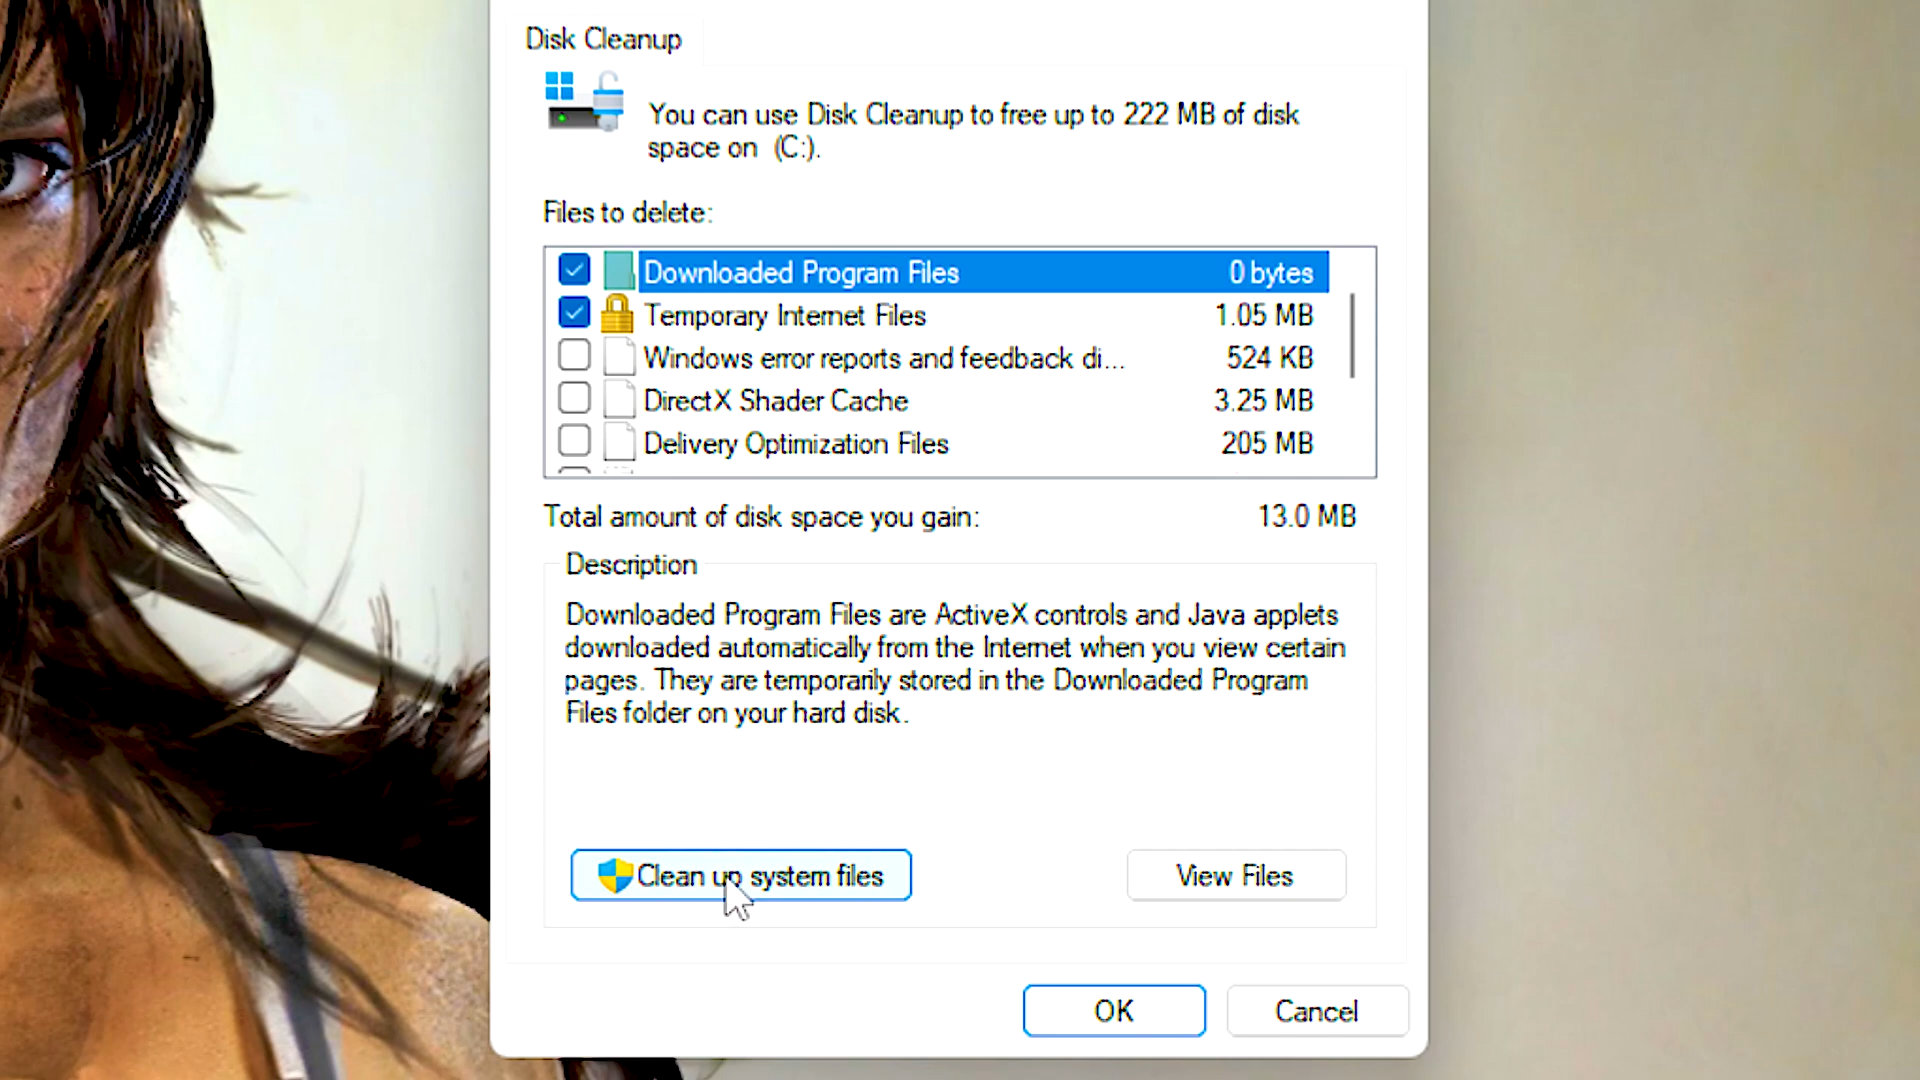 Disk Cleanup
You can use Disk Cleanup to free up to 222 MB of disk
space on (C:).
Files to delete:
Downloaded Program Files 0 bytes
Temporary Internet Files 1.05 MB
Windows error reports and feedback di... 524 KB
DirectX Shader Cache 3.25 MB
Delivery Optimization Files 205 MB
Total amount of disk space you gain: 13.0 MB
Description
Downloaded Program Files are ActiveX controls and Java applets
downloaded automatically from the Internet when you view certain
pages. They are temporarily stored in the Downloaded Program
Files folder on your hard disk.
Clean up system files View Files
OK Cancel